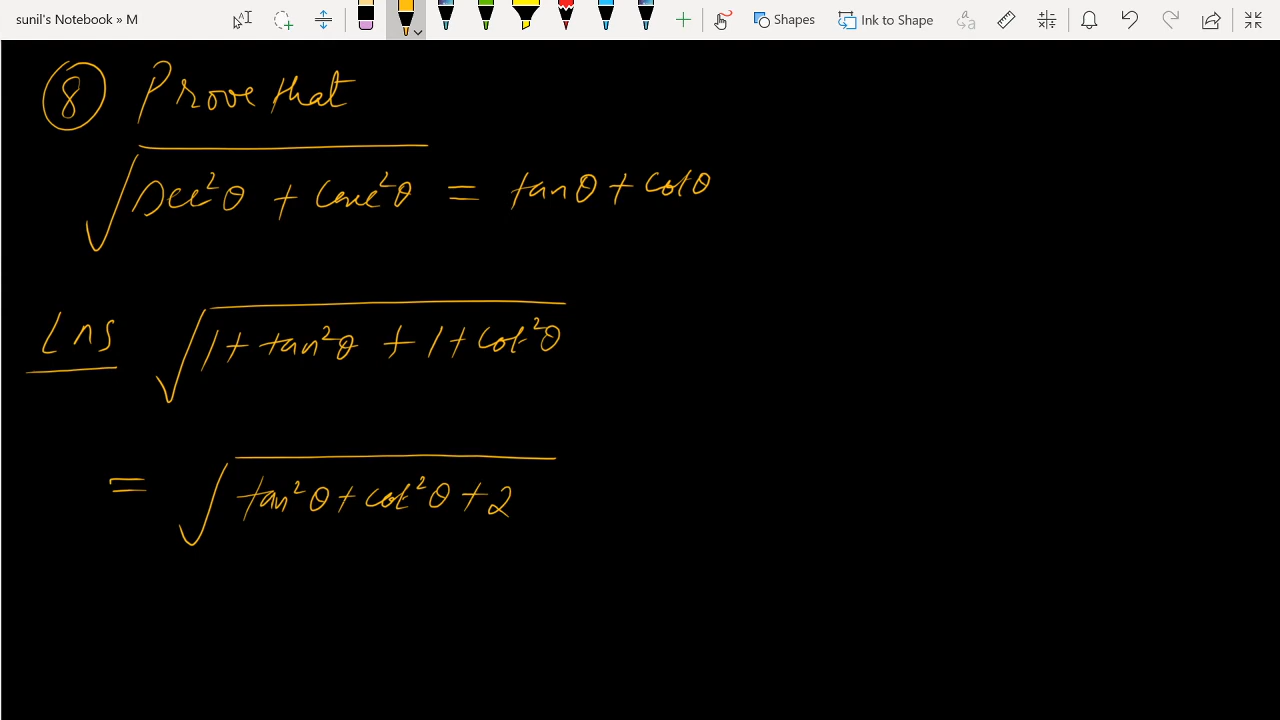 sunil's Notebook » M
Shapes
Ink to Shape
8 Prove that
√(sec²θ + cosec²θ) = tanθ + cotθ
LHS √(1 + tan²θ + 1 + cot²θ)
= √(tan²θ + cot²θ + 2)